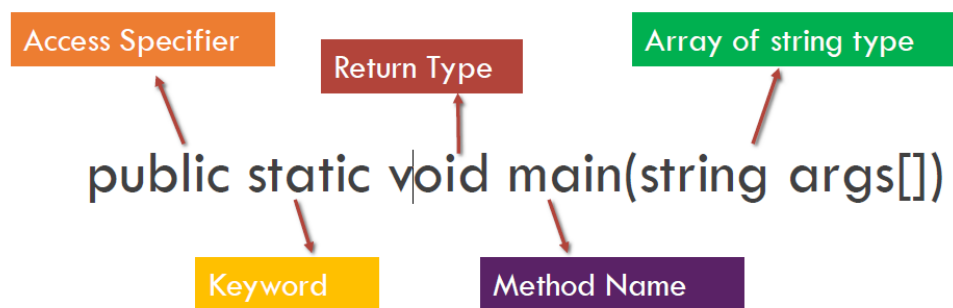 Access Specifier
Array of string type
Return Type
public static void main(string args[])
Keyword
Method Name